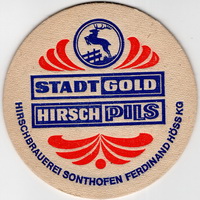 STADT GOLD
HIRSCH PILS
HIRSCHBRAUEREI SONTHOFEN FERDINAND HÖSS KG